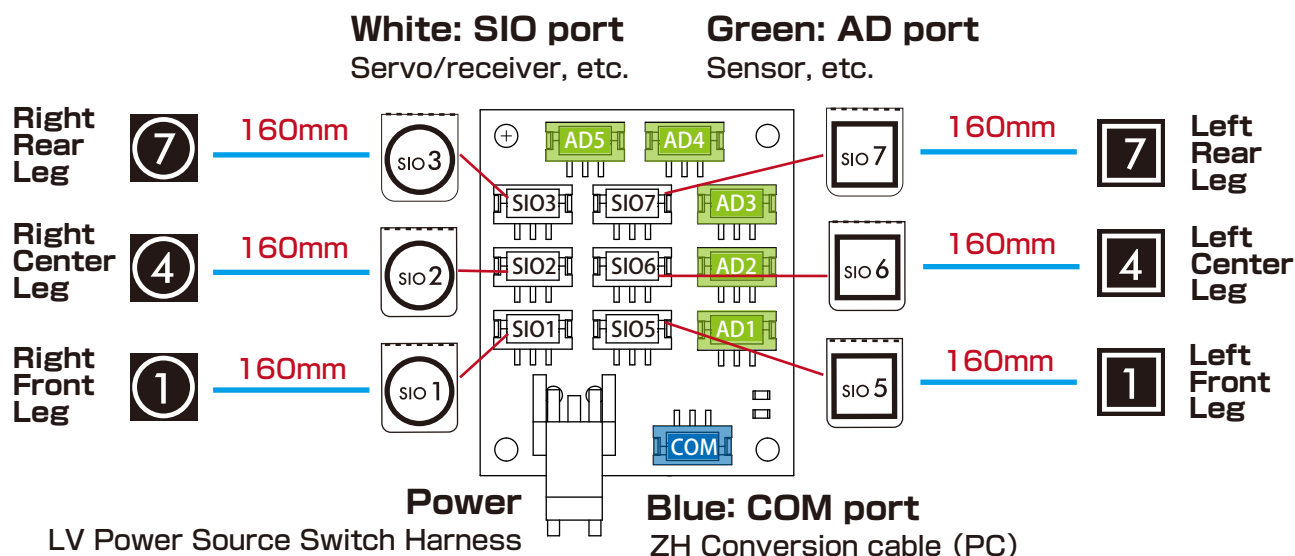 White: SIO port
Servo/receiver, etc.
Green: AD port
Sensor, etc.
Right
Rear
Leg
7
160mm
SIO 3
AD5
AD4
SIO 7
160mm
7
Left
Rear
Leg
SIO3
SIO7
AD3
Right
Center
Leg
4
160mm
SIO 2
SIO2
SIO6
AD2
SIO 6
160mm
4
Left
Center
Leg
SIO1
SIO5
AD1
Right
Front
Leg
1
160mm
SIO 1
SIO 5
160mm
1
Left
Front
Leg
COM
Power
LV Power Source Switch Harness
Blue: COM port
ZH Conversion cable (PC)